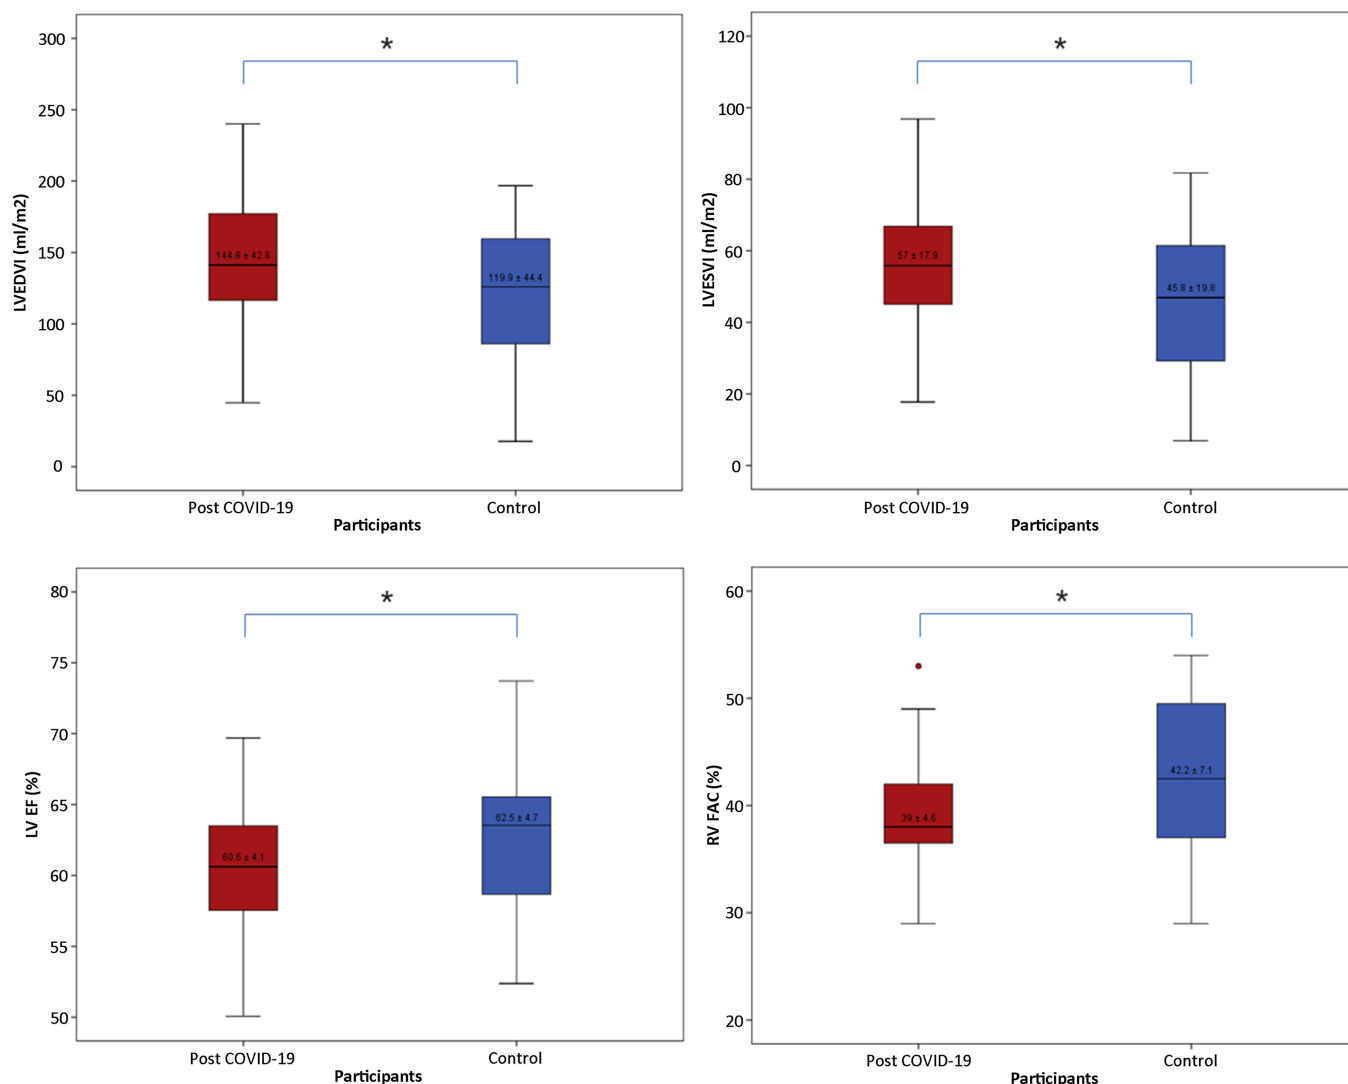 300
*
250
200
LVEDVI (ml/m2)
150
144.8 ± 42.8
119.9 ± 44.4
100
50
0
Post COVID-19
Control
Participants
120
*
100
80
LVESVI (ml/m2)
60
57 ± 17.9
45.8 ± 19.8
40
20
0
Post COVID-19
Control
Participants
80
*
75
70
LV EF (%)
65
62.5 ± 4.7
60.6 ± 4.1
60
55
50
Post COVID-19
Control
Participants
60
*
50
RV FAC (%)
42.2 ± 7.1
40
39 ± 4.6
30
20
Post COVID-19
Control
Participants